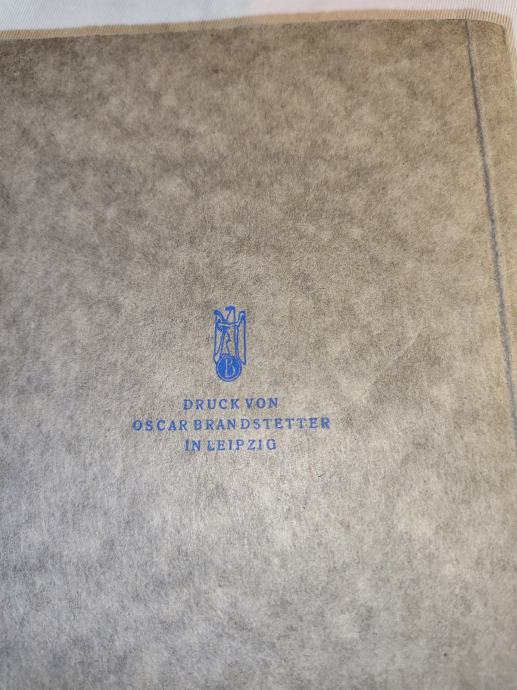 B
DRUCK VON
OSCAR BRANDSTETTER
IN LEIPZIG